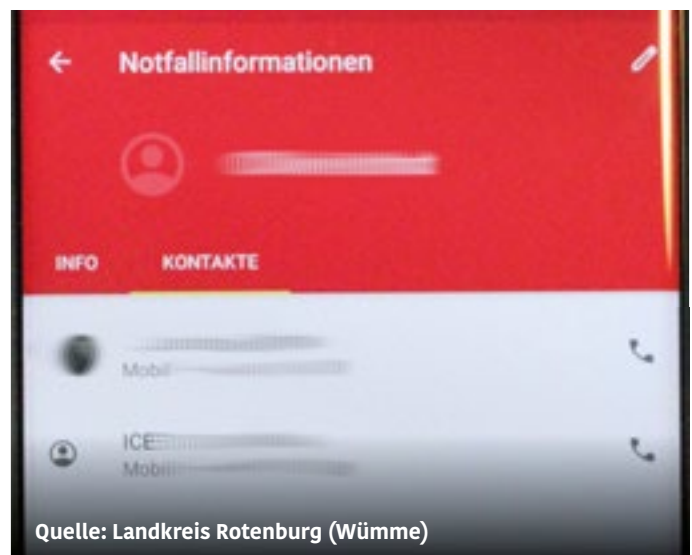 Notfallinformationen
INFO KONTAKTE
Mobil
ICE
Mobil
Quelle: Landkreis Rotenburg (Wümme)